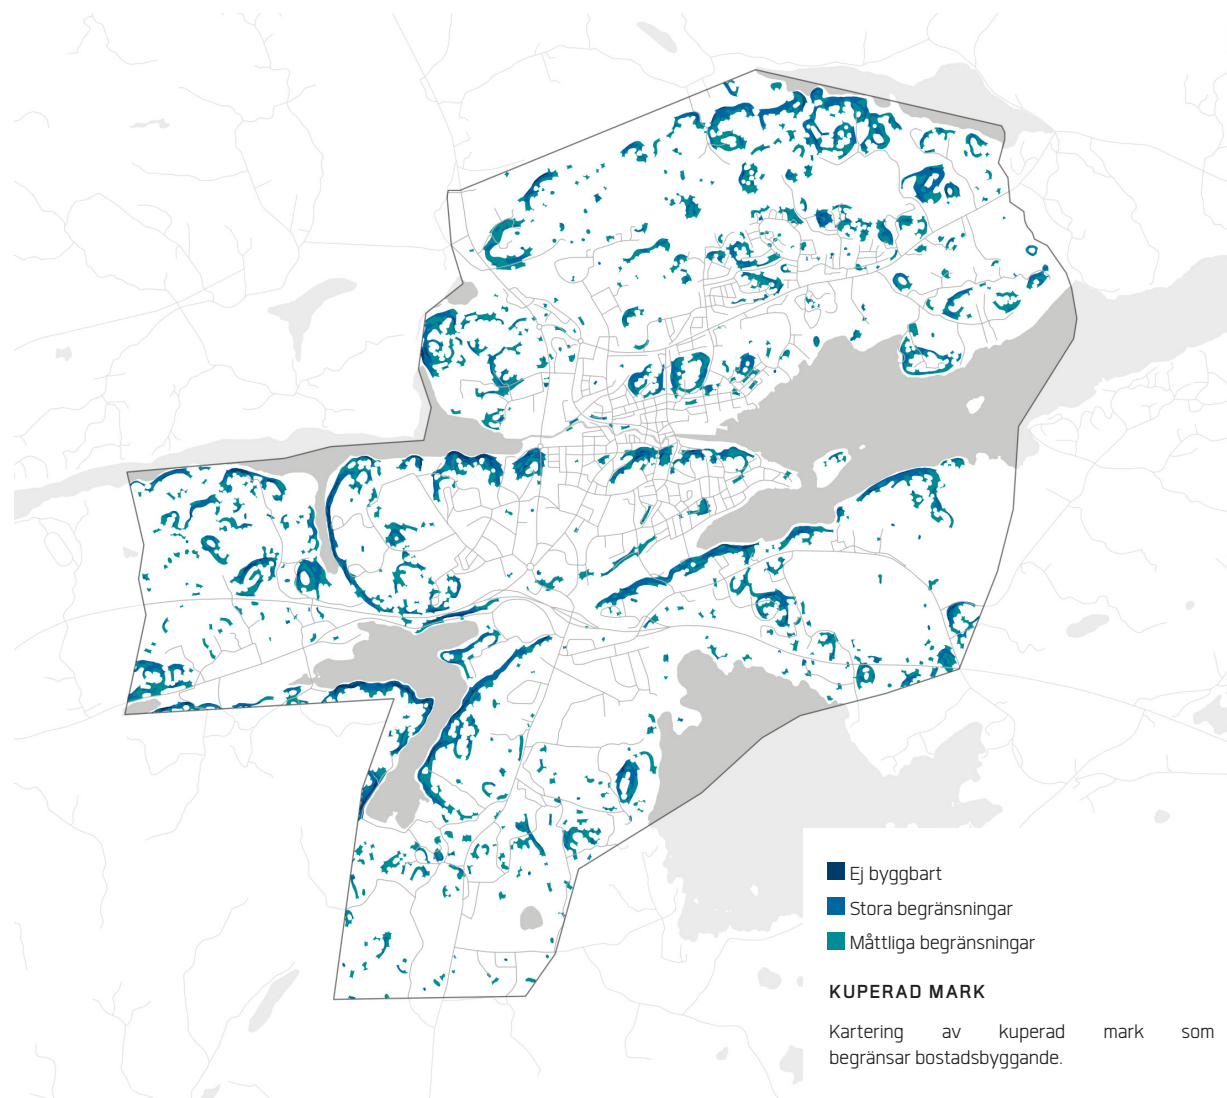 Ej byggbart
Stora begränsningar
Måttliga begränsningar
KUPERAD MARK
Kartering av kuperad mark som
begränsar bostadsbyggande.